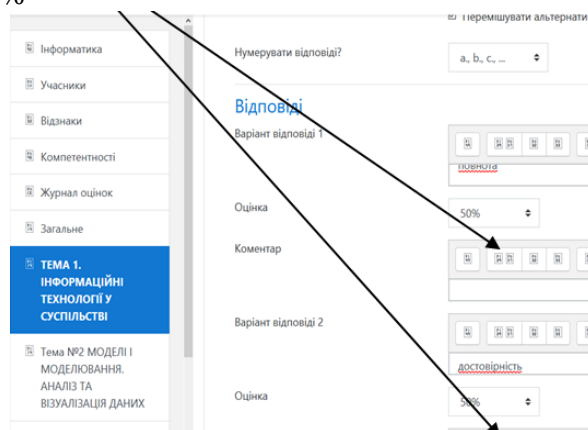 Перемішувати альтернати
Інформатика
Учасники
Відзнаки
Компетентності
Журнал оцінок
Загальне
ТЕМА 1.
ІНФОРМАЦІЙНІ
ТЕХНОЛОГІЇ У
СУСПІЛЬСТВІ
Тема №2 МОДЕЛІ І
МОДЕЛЮВАННЯ.
АНАЛІЗ ТА
ВІЗУАЛІЗАЦІЯ ДАНИХ
Нумерувати відповіді?
a., b., c., ...
Відповіді
Варіант відповіді 1
повнота
Оцінка
50%
Коментар
Варіант відповіді 2
достовірність
Оцінка
50%